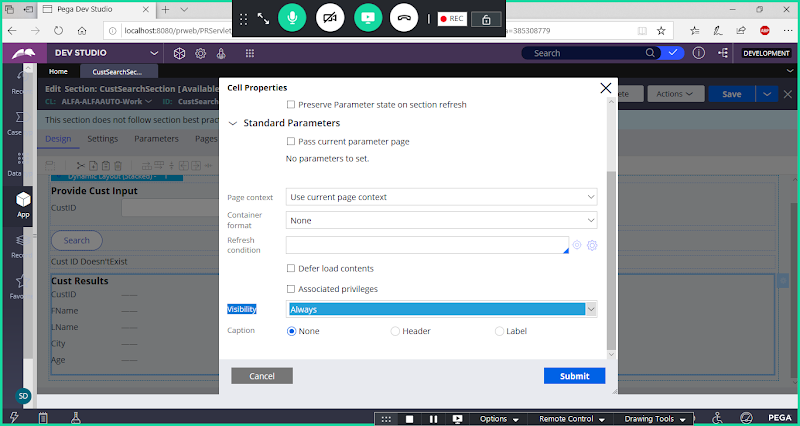 Pega Dev Studio
localhost:8080/prweb/PRServlet
=385308779
REC
DEV STUDIO
Search
DEVELOPMENT
Home
CustSearchSec...
Edit Section: CustSearchSection [Available
CL: ALFA-ALFAAUTO-Work
ID: CustSearch
Actions
Save
This section does not follow section best prac
Design
Settings
Parameters
Pages
Case
Data
App
Reco
Favo
SD
Provide Cust Input
CustID
Search
Cust ID Doesn'tExist
Cust Results
CustID
FName
LName
City
Age
Cell Properties
Preserve Parameter state on section refresh
Standard Parameters
Pass current parameter page
No parameters to set.
Page context
Use current page context
Container format
None
Refresh condition
Defer load contents
Associated privileges
Visibility
Always
Caption
None
Header
Label
Cancel
Submit
Options
Remote Control
Drawing Tools
PEGA